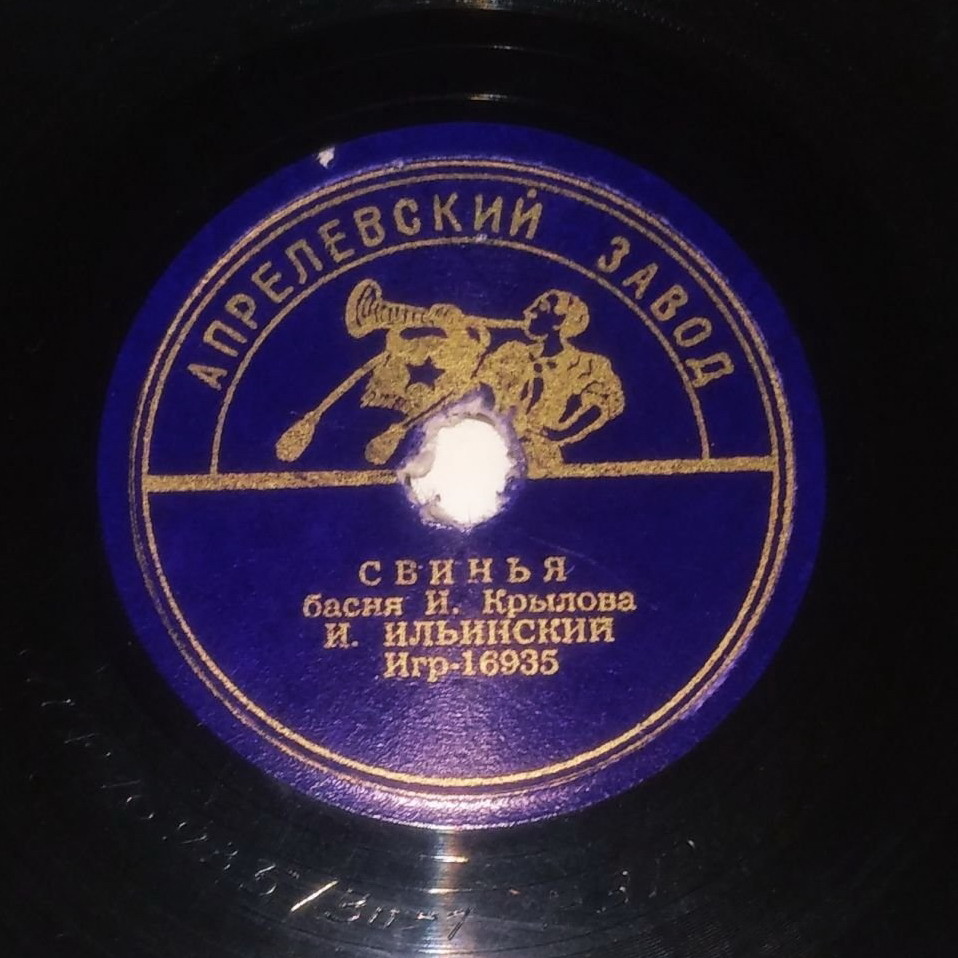 АПРЕЛЕВСКИЙ ЗАВОД
СВИНЬЯ
басня И. Крылова
И. ИЛЬИНСКИЙ
Игр-16935